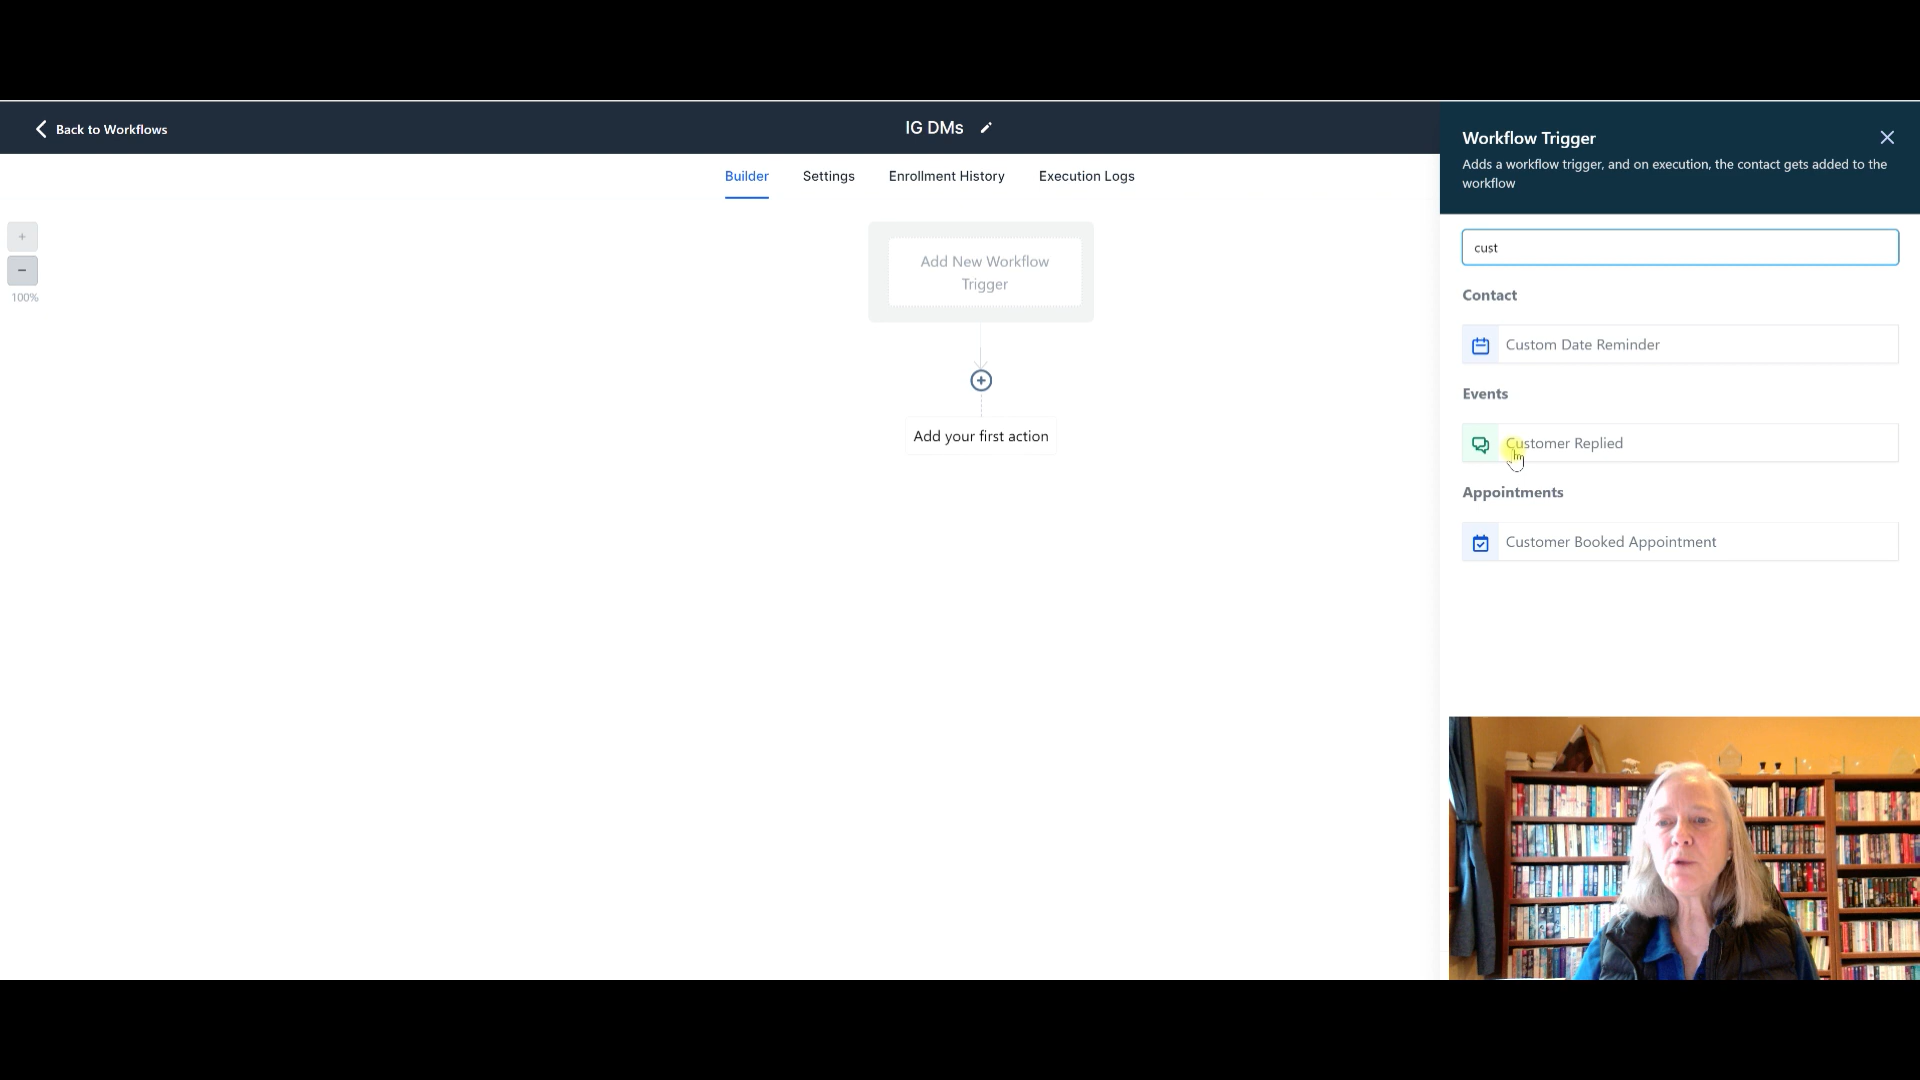 Back to Workflows
IG DMs
Builder
Settings
Enrollment History
Execution Logs
+
−
100%
Add New Workflow
Trigger
Add your first action
Workflow Trigger
Adds a workflow trigger, and on execution, the contact gets added to the
workflow
cust
Contact
Custom Date Reminder
Events
Customer Replied
Appointments
Customer Booked Appointment